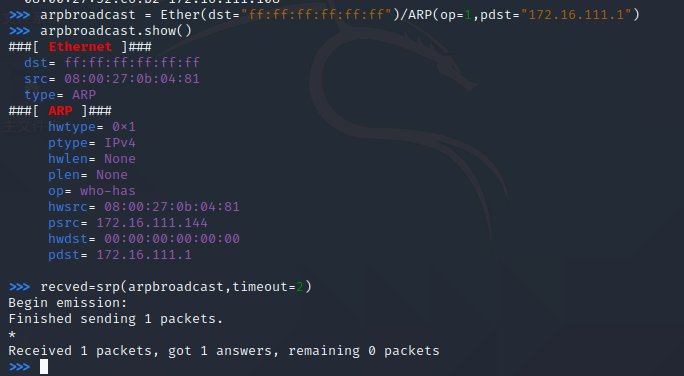 >>> arpbroadcast = Ether(dst="ff:ff:ff:ff:ff:ff")/ARP(op=1,pdst="172.16.111.1")
>>> arpbroadcast.show()
###[ Ethernet ]###
  dst= ff:ff:ff:ff:ff:ff
  src= 08:00:27:0b:04:81
  type= ARP
###[ ARP ]###
     hwtype= 0×1
     ptype= IPv4
     hwlen= None
     plen= None
     op= who-has
     hwsrc= 08:00:27:0b:04:81
     psrc= 172.16.111.144
     hwdst= 00:00:00:00:00:00
     pdst= 172.16.111.1

>>> recved=srp(arpbroadcast,timeout=2)
Begin emission:
Finished sending 1 packets.
*
Received 1 packets, got 1 answers, remaining 0 packets
>>>